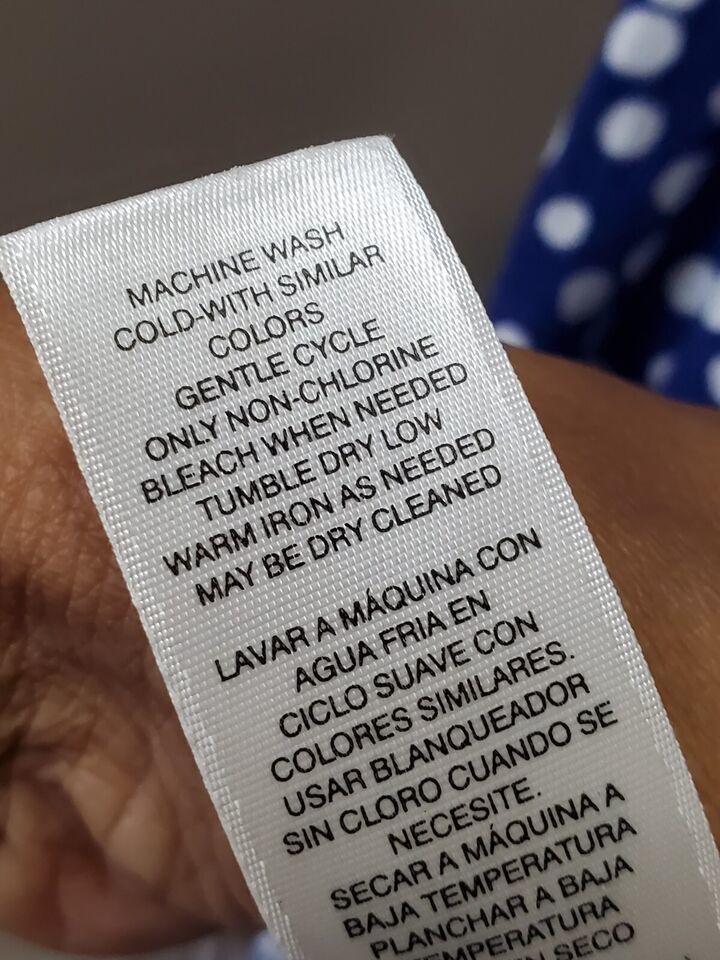 MACHINE WASH
COLD-WITH SIMILAR
COLORS
GENTLE CYCLE
ONLY NON-CHLORINE
BLEACH WHEN NEEDED
TUMBLE DRY LOW
WARM IRON AS NEEDED
MAY BE DRY CLEANED
LAVAR A MÁQUINA CON
AGUA FRIA EN
CICLO SUAVE CON
COLORES SIMILARES.
USAR BLANQUEADOR
SIN CLORO CUANDO SE
NECESITE.
SECAR A MÁQUINA A
BAJA TEMPERATURA
PLANCHAR A BAJA
TEMPERATURA
SECO